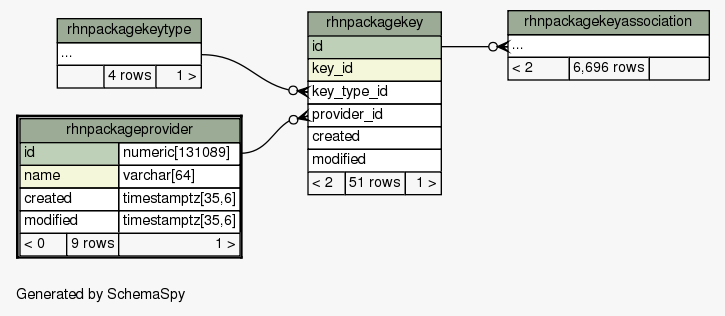 rhnpackagekeytype
...
4 rows 1 >
rhnpackagekey
id
key_id
key_type_id
provider_id
created
modified
< 2 51 rows 1 >
rhnpackagekeyassociation
...
< 2 6,696 rows
rhnpackageprovider
id numeric[131089]
name varchar[64]
created timestamptz[35,6]
modified timestamptz[35,6]
< 0 9 rows 1 >
Generated by SchemaSpy